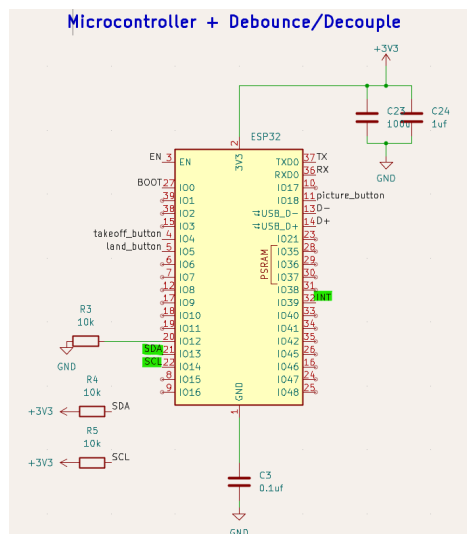 Microcontroller + Debounce/Decouple
+3V3
C23
C24
1uf
GND
ESP32
2
3V3
EN 3 EN
TXD0 37 TX
RXD0 36 RX
BOOT 27 IO0
IO17 10
39 IO1
IO18 11 picture_button
38 IO2
USB_D- 13 D-
15 IO3
USB_D+ 14 D+
takeoff_button 4 IO4
IO21 23
land_button 5 IO5
IO35 28
6 IO6
IO36 29
7 IO7
IO37 30
PSRAM
12 IO8
IO38 31
17 IO9
IO39 32 INT
18 IO10
IO40 33
19 IO11
IO41 34
20 IO12
IO42 35
SDA 21 IO13
IO45 26
SCL 22 IO14
IO46 16
8 IO15
IO47 24
9 IO16
IO48 25
GND
1
R3
10k
GND
R4
10k
+3V3
SDA
R5
10k
+3V3
SCL
C3
0.1uf
GND